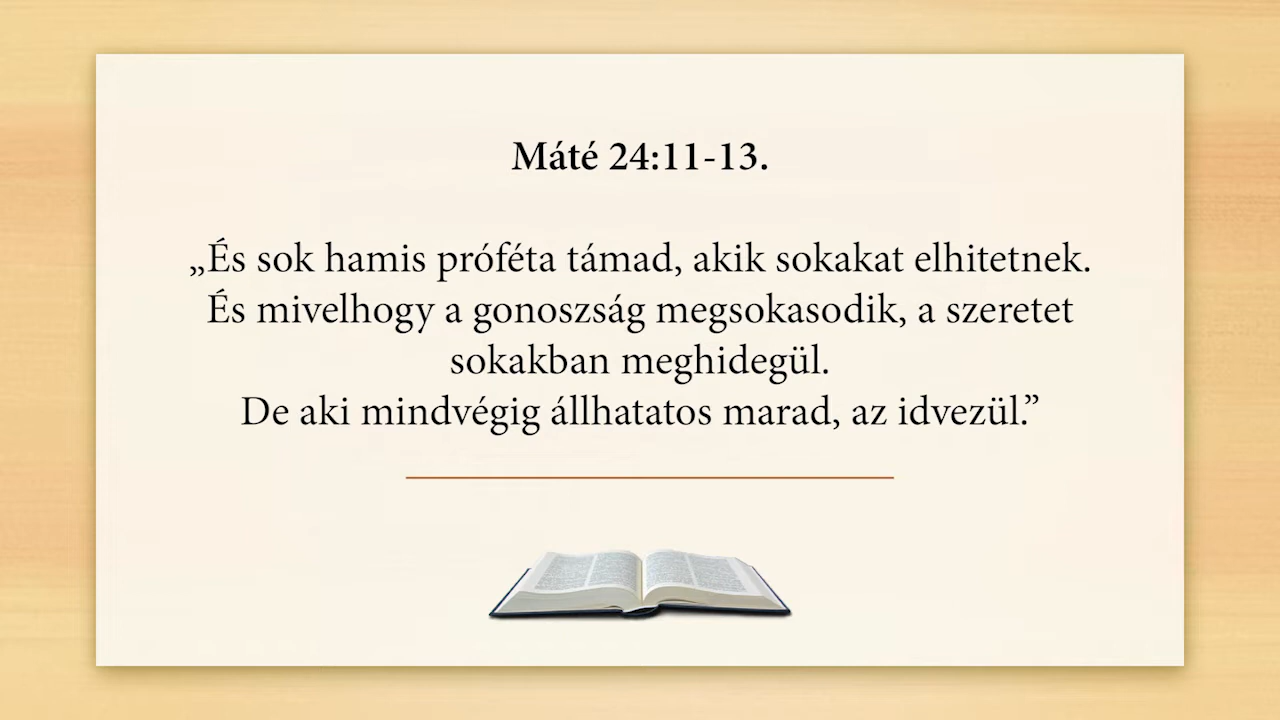 Máté 24:11-13.
„És sok hamis próféta támad, akik sokakat elhitetnek.
És mivelhogy a gonoszság megsokasodik, a szeretet
sokakban meghidegül.
De aki mindvégig állhatatos marad, az idvezül.”